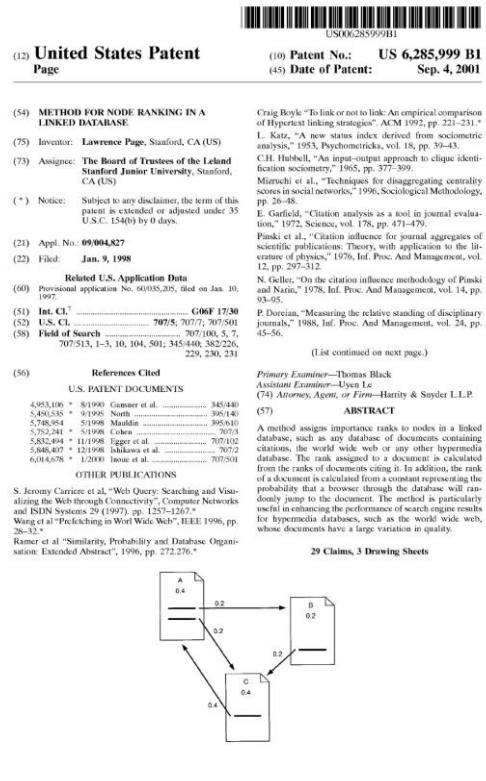 US006285999B1
(12) United States Patent
Page
(10) Patent No.: US 6,285,999 B1
(45) Date of Patent: Sep. 4, 2001
(54) METHOD FOR NODE RANKING IN A
LINKED DATABASE
(75) Inventor: Lawrence Page, Stanford, CA (US)
(73) Assignee: The Board of Trustees of the Leland
Stanford Junior University, Stanford,
CA (US)
( * ) Notice: Subject to any disclaimer, the term of this
patent is extended or adjusted under 35
U.S.C. 154(b) by 0 days.
(21) Appl. No.: 09/004,827
(22) Filed: Jan. 9, 1998
Related U.S. Application Data
(60) Provisional application No. 60/035,205, filed on Jan. 10,
1997.
(51) Int. Cl.7 ........................................ G06F 17/30
(52) U.S. Cl. .......................... 707/5; 707/7; 707/501
(58) Field of Search ........................... 707/100, 5, 7,
707/513, 1–3, 10, 104, 501; 345/440; 382/226,
229, 230, 231
(56) References Cited
U.S. PATENT DOCUMENTS
4,953,106 * 8/1990 Gansner et al. .................. 345/440
5,450,535 * 9/1995 North .............................. 395/140
5,748,954 5/1998 Mauldin .......................... 395/610
5,752,241 * 5/1998 Cohen ............................... 707/3
5,832,494 * 11/1998 Egger et al. .................... 707/102
5,848,407 * 12/1998 Ishikawa et al. .................. 707/2
6,014,678 * 1/2000 Inoue et al. ..................... 707/501
OTHER PUBLICATIONS
S. Jeromy Carriere et al, “Web Query: Searching and Visu-
alizing the Web through Connectivity”, Computer Networks
and ISDN Systems 29 (1997). pp. 1257–1267.*
Wang et al “Prefetching in Worl Wide Web”, IEEE 1996, pp.
28–32.*
Ramer et al “Similarity, Probability and Database Organi-
sation: Extended Abstract”, 1996, pp. 272.276.*
Craig Boyle “To link or not to link: An empirical comparison
of Hypertext linking strategies”. ACM 1992, pp. 221–231.*
L. Katz, “A new status index derived from sociometric
analysis,” 1953, Psychometricka, vol. 18, pp. 39–43.
C.H. Hubbell, “An input–output approach to clique identi-
fication sociometry,” 1965, pp. 377–399.
Mizruchi et al., “Techniques for disaggregating centrality
scores in social networks,” 1996, Sociological Methodology,
pp. 26–48.
E. Garfield, “Citation analysis as a tool in journal evalua-
tion,” 1972, Science, vol. 178, pp. 471–479.
Pinski et al., “Citation influence for journal aggregates of
scientific publications: Theory, with application to the lit-
erature of physics,” 1976, Inf. Proc. And Management, vol.
12, pp. 297–312.
N. Geller, “On the citation influence methodology of Pinski
and Narin,” 1978, Inf. Proc. And Management, vol. 14, pp.
93–95.
P. Doreian, “Measuring the relative standing of disciplinary
journals,” 1988, Inf. Proc. And Management, vol. 24, pp.
45–56.
(List continued on next page.)
Primary Examiner—Thomas Black
Assistant Examiner—Uyen Le
(74) Attorney, Agent, or Firm—Harrity & Snyder L.L.P.
(57) ABSTRACT
A method assigns importance ranks to nodes in a linked
database, such as any database of documents containing
citations, the world wide web or any other hypermedia
database. The rank assigned to a document is calculated
from the ranks of documents citing it. In addition, the rank
of a document is calculated from a constant representing the
probability that a browser through the database will ran-
domly jump to the document. The method is particularly
useful in enhancing the performance of search engine results
for hypermedia databases, such as the world wide web,
whose documents have a large variation in quality.
29 Claims, 3 Drawing Sheets
A
0.4
0.2
B
0.2
0.2
0.2
C
0.4
0.4